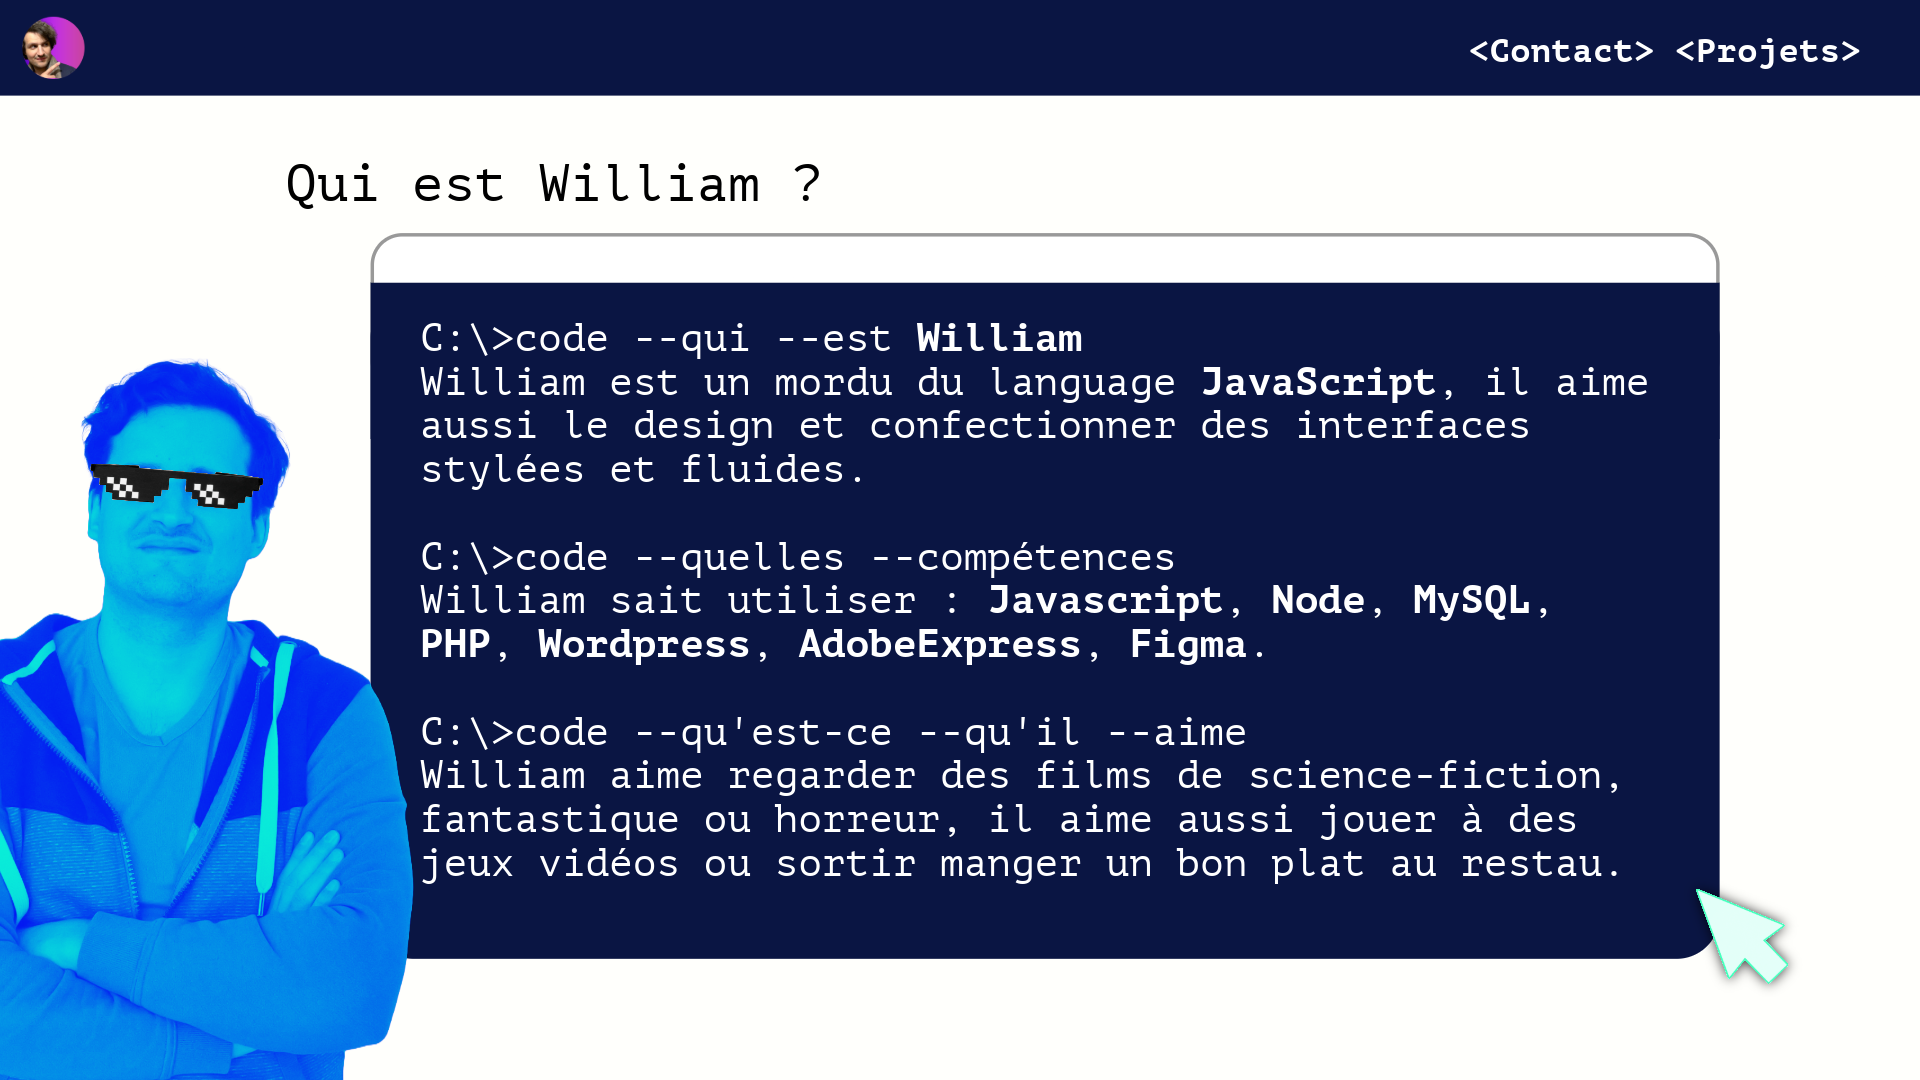 <Contact> <Projets>
Qui est William ?
C:\>code --qui --est William
William est un mordu du language JavaScript, il aime
aussi le design et confectionner des interfaces
stylées et fluides.
C:\>code --quelles --compétences
William sait utiliser : Javascript, Node, MySQL,
PHP, Wordpress, AdobeExpress, Figma.
C:\>code --qu'est-ce --qu'il --aime
William aime regarder des films de science-fiction,
fantastique ou horreur, il aime aussi jouer à des
jeux vidéos ou sortir manger un bon plat au restau.